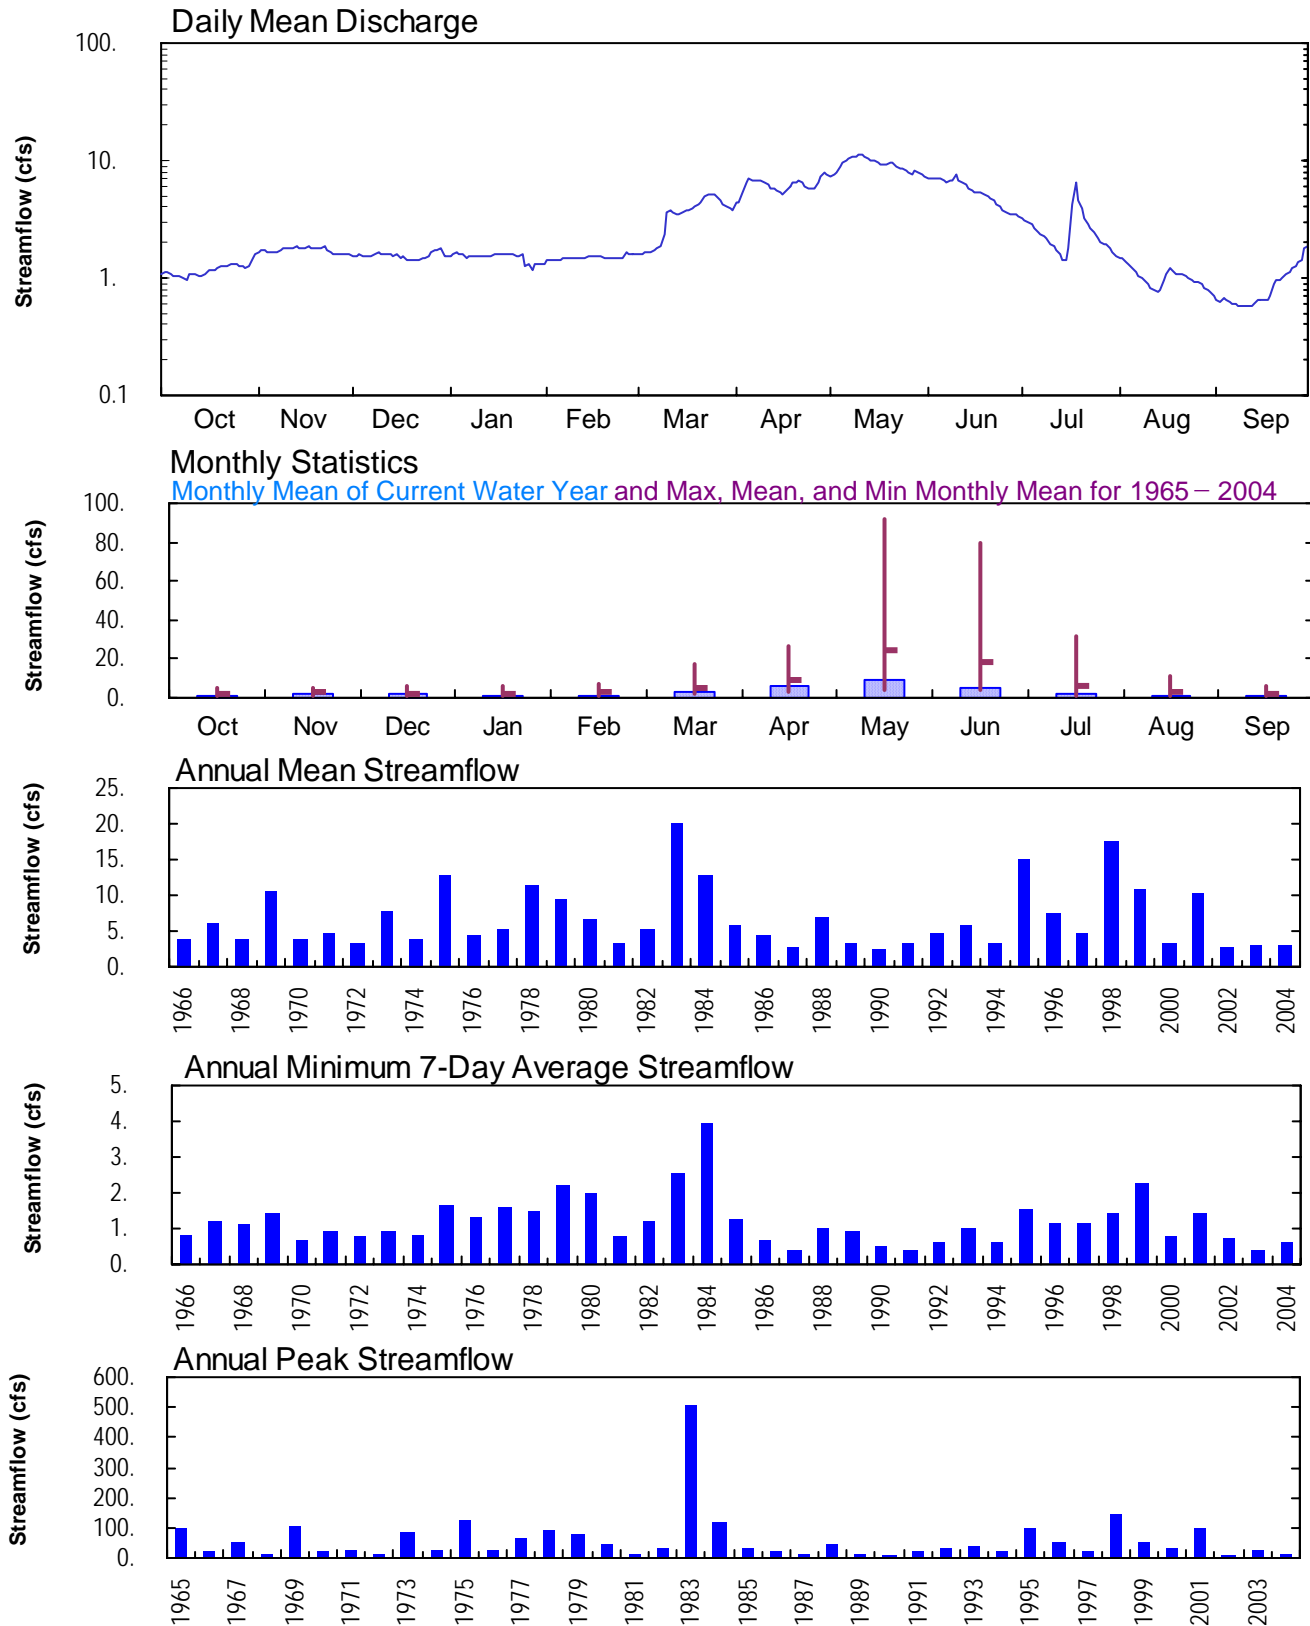 Daily Mean Discharge
Streamflow (cfs)
100.
10.
1.
0.1
Oct Nov Dec Jan Feb Mar Apr May Jun Jul Aug Sep
Monthly Statistics
Monthly Mean of Current Water Year and Max, Mean, and Min Monthly Mean for 1965 – 2004
Streamflow (cfs)
100.
80.
60.
40.
20.
0.
Oct Nov Dec Jan Feb Mar Apr May Jun Jul Aug Sep
Annual Mean Streamflow
Streamflow (cfs)
25.
20.
15.
10.
5.
0.
1966 1968 1970 1972 1974 1976 1978 1980 1982 1984 1986 1988 1990 1992 1994 1996 1998 2000 2002 2004
Annual Minimum 7-Day Average Streamflow
Streamflow (cfs)
5.
4.
3.
2.
1.
0.
1966 1968 1970 1972 1974 1976 1978 1980 1982 1984 1986 1988 1990 1992 1994 1996 1998 2000 2002 2004
Annual Peak Streamflow
Streamflow (cfs)
600.
500.
400.
300.
200.
100.
0.
1965 1967 1969 1971 1973 1975 1977 1979 1981 1983 1985 1987 1989 1991 1993 1995 1997 1999 2001 2003